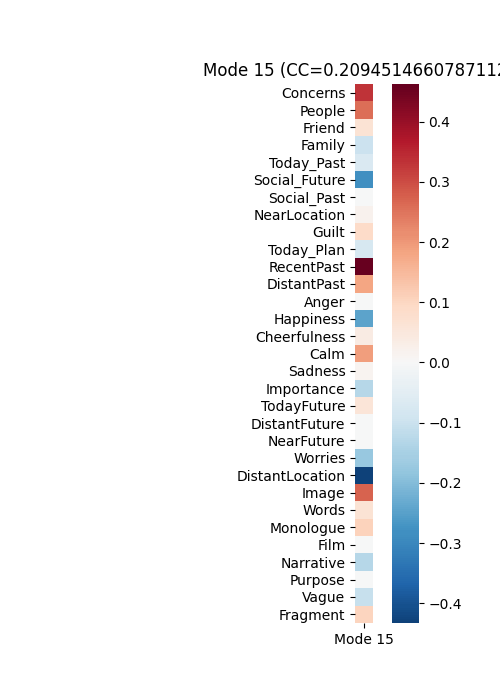 Mode 15 (CC=0.2094514660787112
Concerns
People
Friend
Family
Today_Past
Social_Future
Social_Past
NearLocation
Guilt
Today_Plan
RecentPast
DistantPast
Anger
Happiness
Cheerfulness
Calm
Sadness
Importance
TodayFuture
DistantFuture
NearFuture
Worries
DistantLocation
Image
Words
Monologue
Film
Narrative
Purpose
Vague
Fragment
Mode 15
0.4
0.3
0.2
0.1
0.0
−0.1
−0.2
−0.3
−0.4